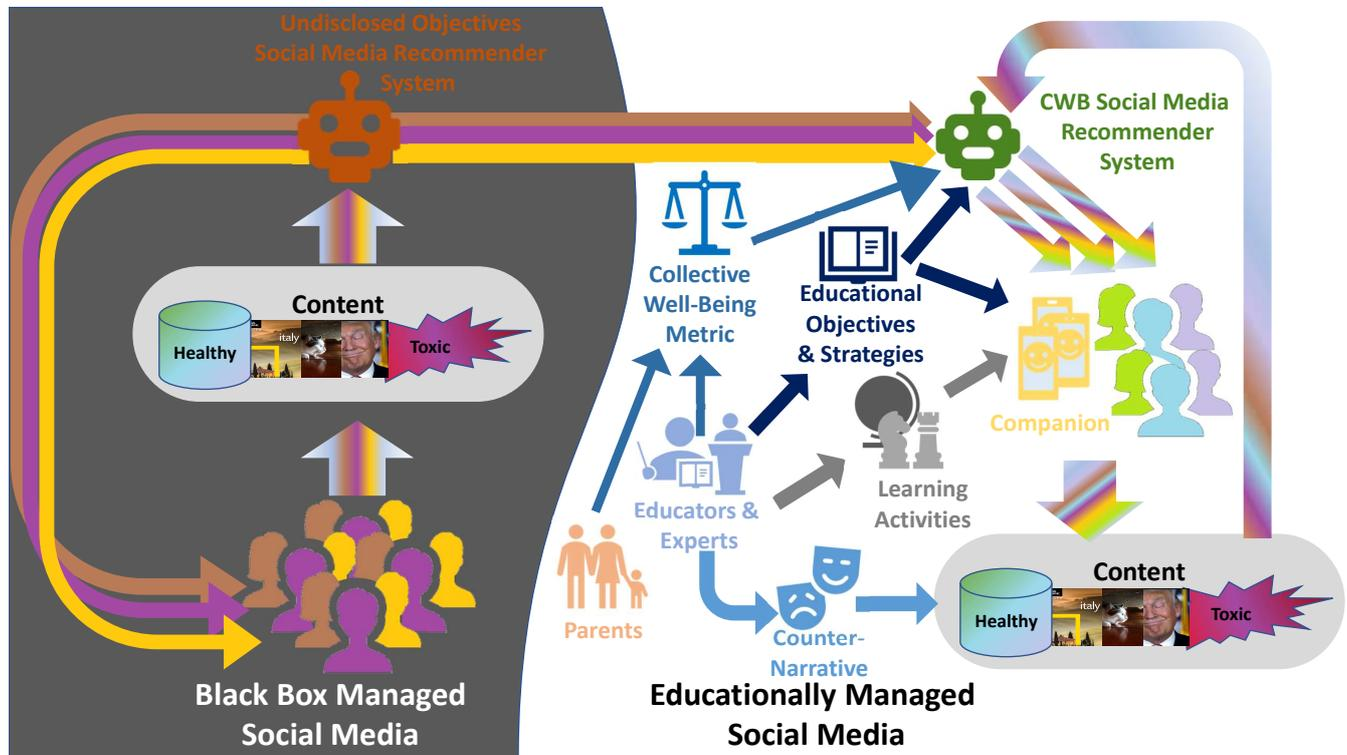 Undisclosed Objectives
Social Media Recommender
System
Content
Healthy
italy
Toxic
Black Box Managed
Social Media
CWB Social Media
Recommender
System
Collective
Well-Being
Metric
Educational
Objectives
& Strategies
Companion
Learning
Activities
Educators &
Experts
Parents
Counter-
Narrative
Content
Healthy
italy
Toxic
Educationally Managed
Social Media